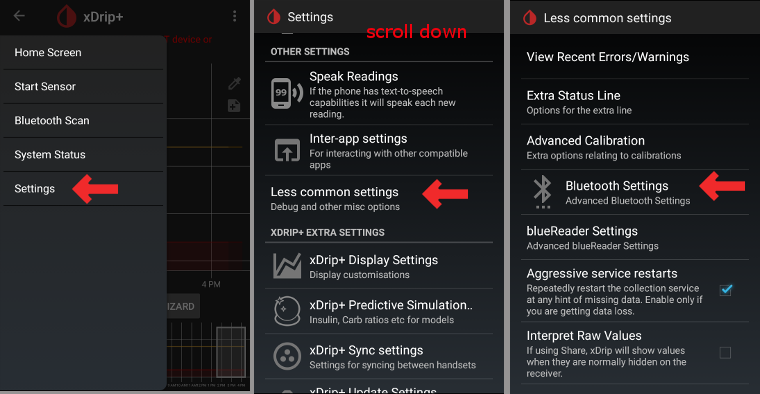 xDrip+
device or
Home Screen
Start Sensor
Bluetooth Scan
System Status
Settings
4 PM
IZARD
Settings
scroll down
OTHER SETTINGS
Speak Readings
If the phone has text-to-speech
capabilities it will speak each new
reading.
99
Inter-app settings
For interacting with other compatible
apps
Less common settings
Debug and other misc options
XDRIP+ EXTRA SETTINGS
xDrip+ Display Settings
Display customisations
xDrip+ Predictive Simulation..
Insulin, Carb ratios etc for models
xDrip+ Sync settings
Settings for syncing between handsets
xDrip+ Update Settings
Less common settings
View Recent Errors/Warnings
Extra Status Line
Options for the extra line
Advanced Calibration
Extra options relating to calibrations
Bluetooth Settings
Advanced Bluetooth Settings
blueReader Settings
Advanced blueReader Settings
Aggressive service restarts
Repeatedly restart the collection service
at any hint of missing data. Enable only if
you are getting data loss.
Interpret Raw Values
If using Share, xDrip will show values
when they are normally hidden on the
receiver.